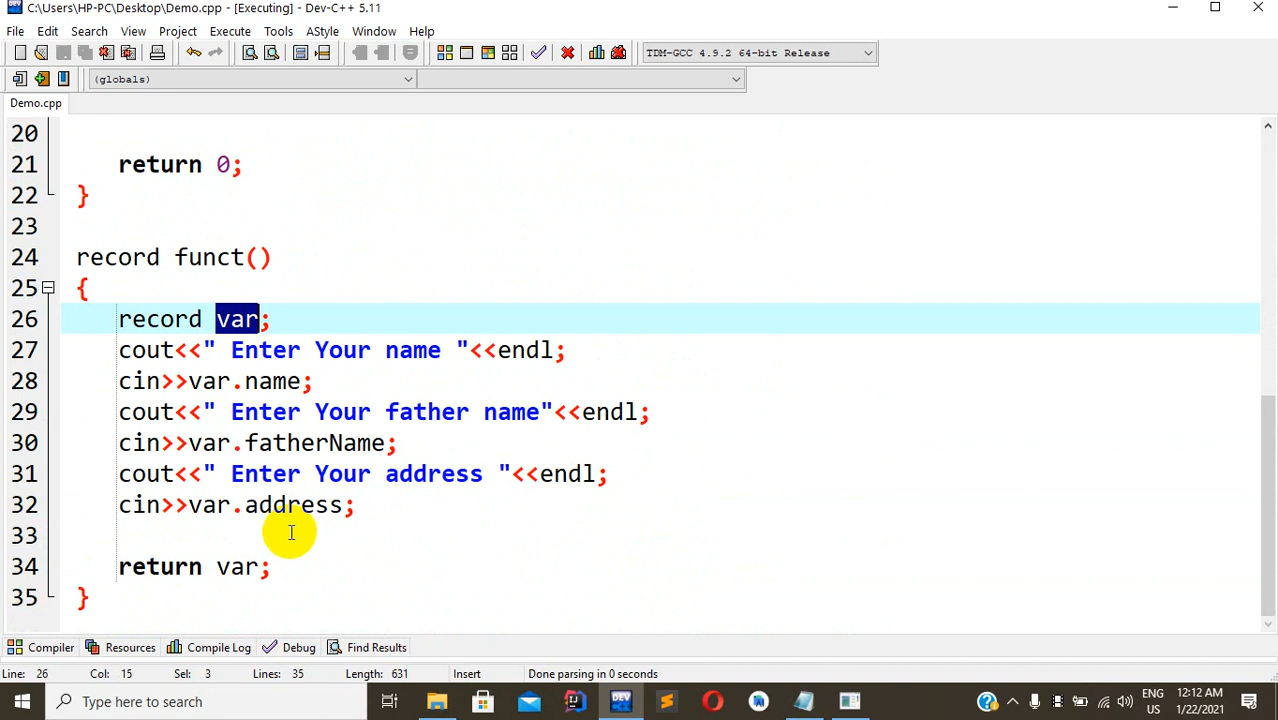 C:\Users\HP-PC\Desktop\Demo.cpp - [Executing] - Dev-C++ 5.11
File Edit Search View Project Execute Tools AStyle Window Help
TDM-GCC 4.9.2 64-bit Release
(globals)
Demo.cpp
20
21 return 0;
22 }
23
24 record funct()
25 {
26 record var;
27 cout<<" Enter Your name "<<endl;
28 cin>>var.name;
29 cout<<" Enter Your father name"<<endl;
30 cin>>var.fatherName;
31 cout<<" Enter Your address "<<endl;
32 cin>>var.address;
33
34 return var;
35 }
Compiler Resources Compile Log Debug Find Results
Line: 26 Col: 15 Sel: 3 Lines: 35 Length: 631 Insert Done parsing in 0 seconds
Type here to search
DEV
ENG
US
12:12 AM
1/22/2021